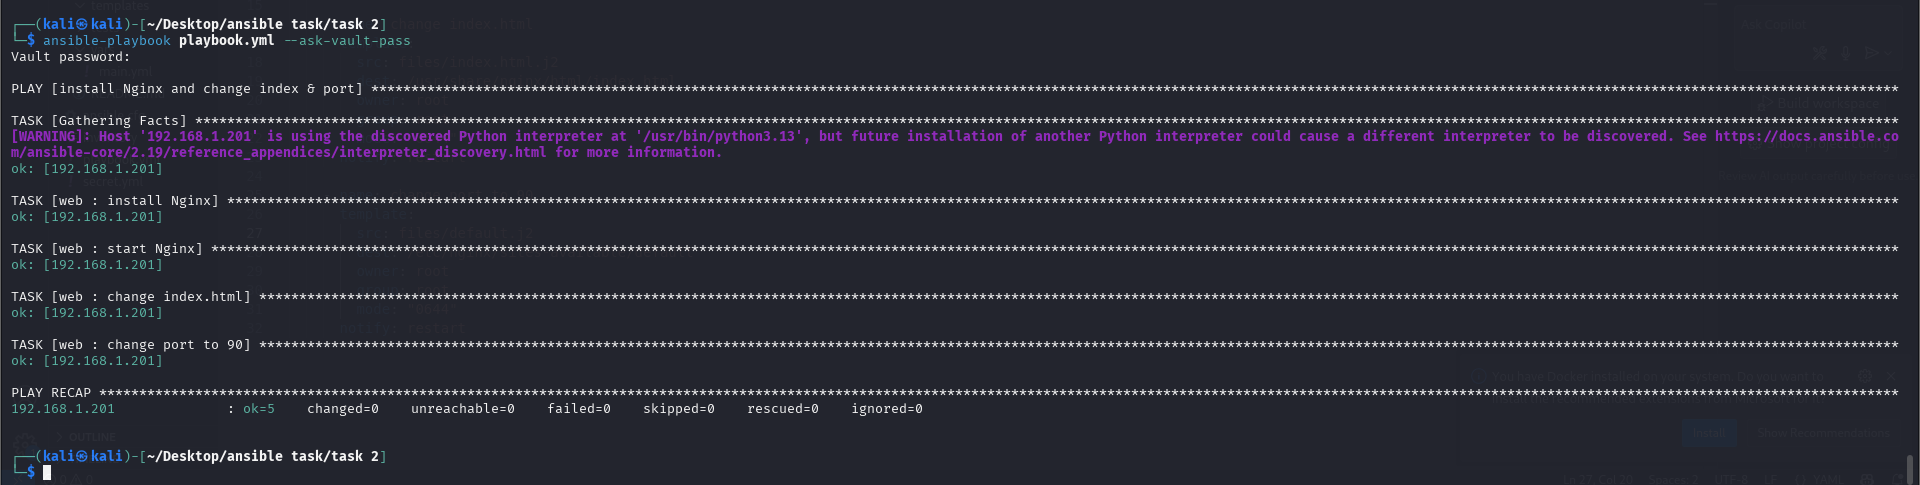 ┌──(kali㉿kali)-[~/Desktop/ansible task/task 2]
└─$ ansible-playbook playbook.yml --ask-vault-pass
Vault password:
PLAY [install Nginx and change index & port] ****************************************************************************************************************************************************************************************
TASK [Gathering Facts] **************************************************************************************************************************************************************************************************************
[WARNING]: Host '192.168.1.201' is using the discovered Python interpreter at '/usr/bin/python3.13', but future installation of another Python interpreter could cause a different interpreter to be discovered. See https://docs.ansible.co
m/ansible-core/2.19/reference_appendices/interpreter_discovery.html for more information.
ok: [192.168.1.201]
TASK [web : install Nginx] **********************************************************************************************************************************************************************************************************
ok: [192.168.1.201]
TASK [web : start Nginx] ************************************************************************************************************************************************************************************************************
ok: [192.168.1.201]
TASK [web : change index.html] ******************************************************************************************************************************************************************************************************
ok: [192.168.1.201]
TASK [web : change port to 90] ******************************************************************************************************************************************************************************************************
ok: [192.168.1.201]
PLAY RECAP **************************************************************************************************************************************************************************************************************************
192.168.1.201 : ok=5 changed=0 unreachable=0 failed=0 skipped=0 rescued=0 ignored=0
┌──(kali㉿kali)-[~/Desktop/ansible task/task 2]
└─$